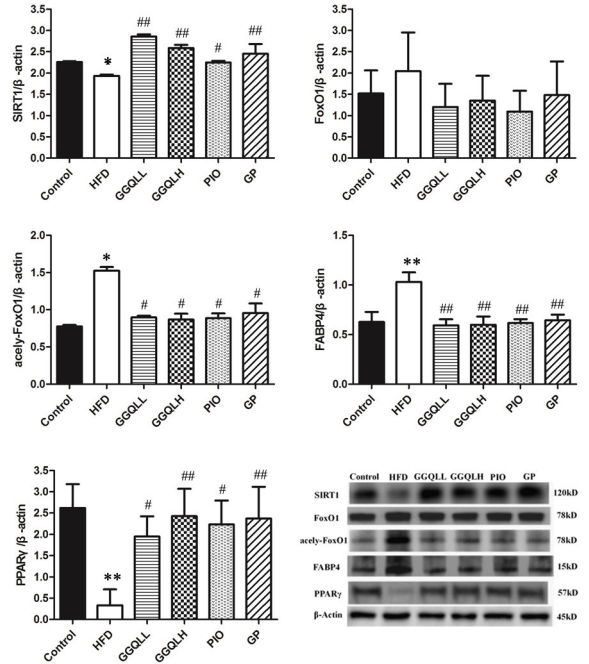 SIRT1/β -actin
3.5
3.0
2.5
2.0
1.5
1.0
0.5
0.0
* ## ## # ##
Control HFD GGQLL GGQLH PIO GP
FoxO1/β -actin
3.5
3.0
2.5
2.0
1.5
1.0
0.5
0.0
Control HFD GGQLL GGQLH PIO GP
acely-FoxO1/β -actin
2.0
1.5
1.0
0.5
0.0
* # # # #
Control HFD GGQLL GGQLH PIO GP
FABP4/β -actin
1.5
1.0
0.5
0.0
** ## ## ## ##
Control HFD GGQLL GGQLH PIO GP
PPARγ /β -actin
3.5
3.0
2.5
2.0
1.5
1.0
0.5
0.0
** # ## # ##
Control HFD GGQLL GGQLH PIO GP
Control HFD GGQLL GGQLH PIO GP
SIRT1 120kD
FoxO1 78kD
acely-FoxO1 78kD
FABP4 15kD
PPARγ 57kD
β-Actin 45kD